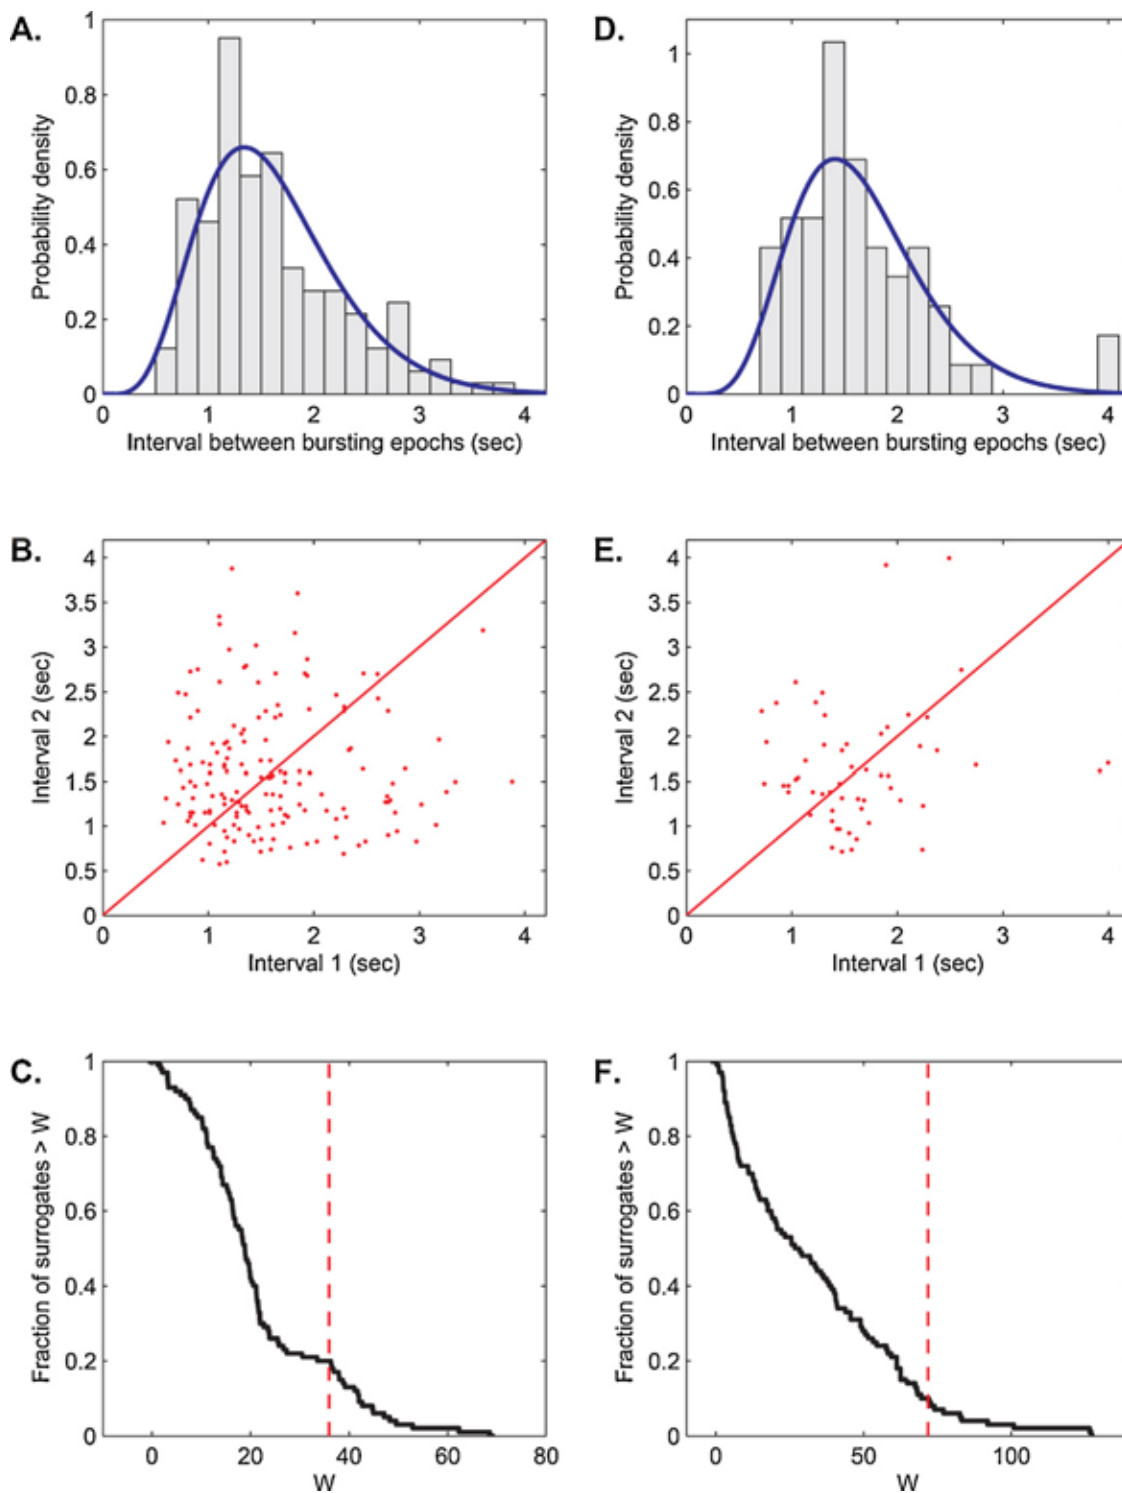 A.
1
0.8
0.6
0.4
0.2
0
0 1 2 3 4
Probability density
Interval between bursting epochs (sec)
D.
1
0.8
0.6
0.4
0.2
0
0 1 2 3 4
Probability density
Interval between bursting epochs (sec)
B.
4
3.5
3
2.5
2
1.5
1
0.5
0
0 1 2 3 4
Interval 2 (sec)
Interval 1 (sec)
E.
4
3.5
3
2.5
2
1.5
1
0.5
0
0 1 2 3 4
Interval 2 (sec)
Interval 1 (sec)
C.
1
0.8
0.6
0.4
0.2
0
0 20 40 60 80
Fraction of surrogates > W
W
F.
1
0.8
0.6
0.4
0.2
0
0 50 100
Fraction of surrogates > W
W